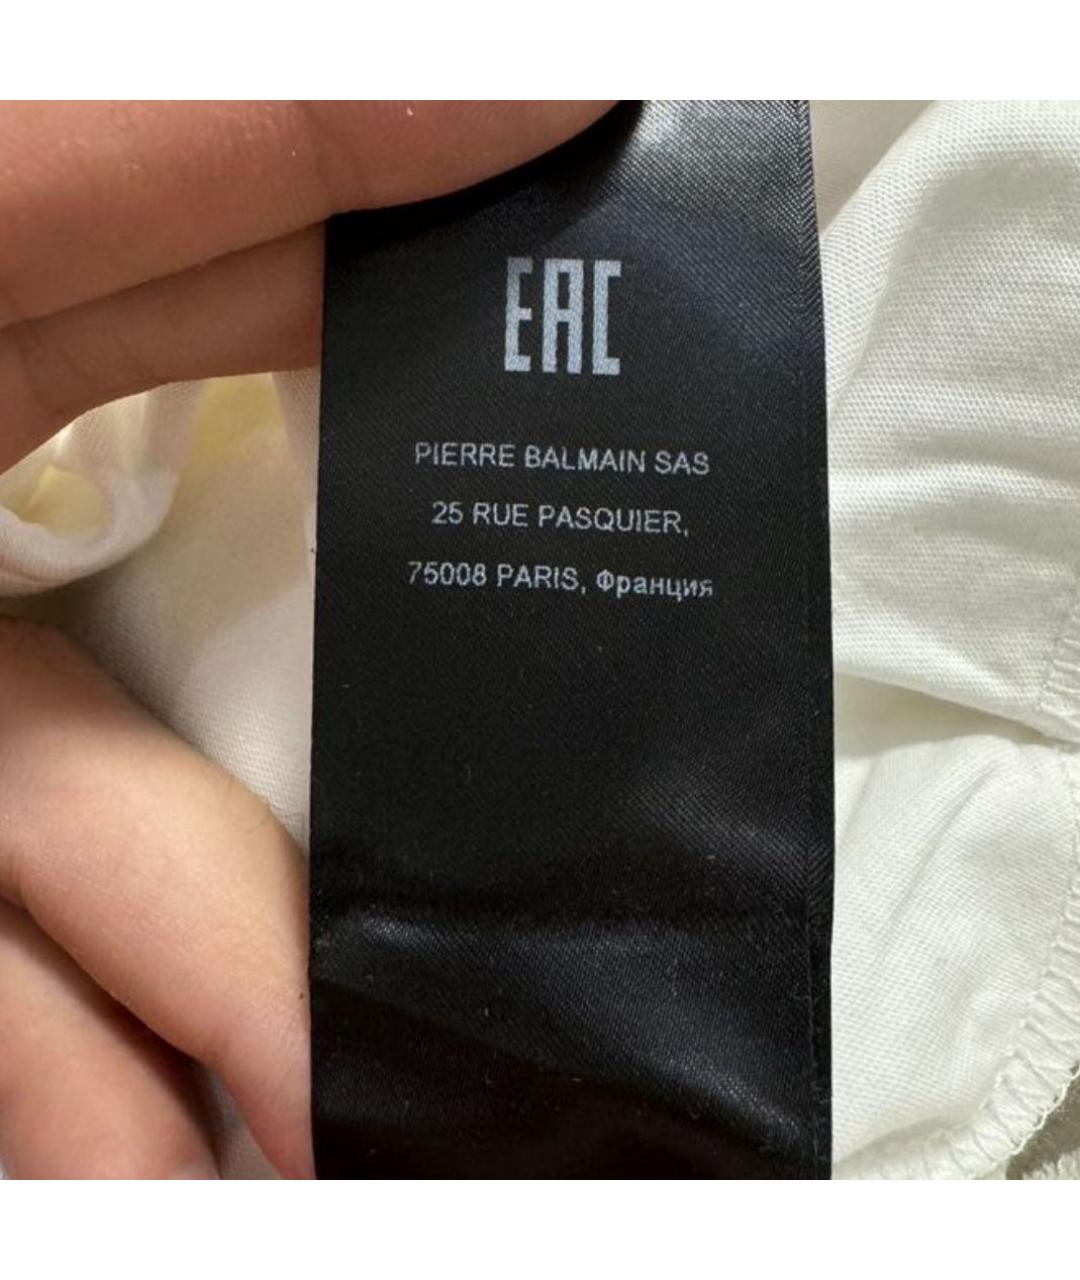 EAC
PIERRE BALMAIN SAS
25 RUE PASQUIER,
75008 PARIS, Франция